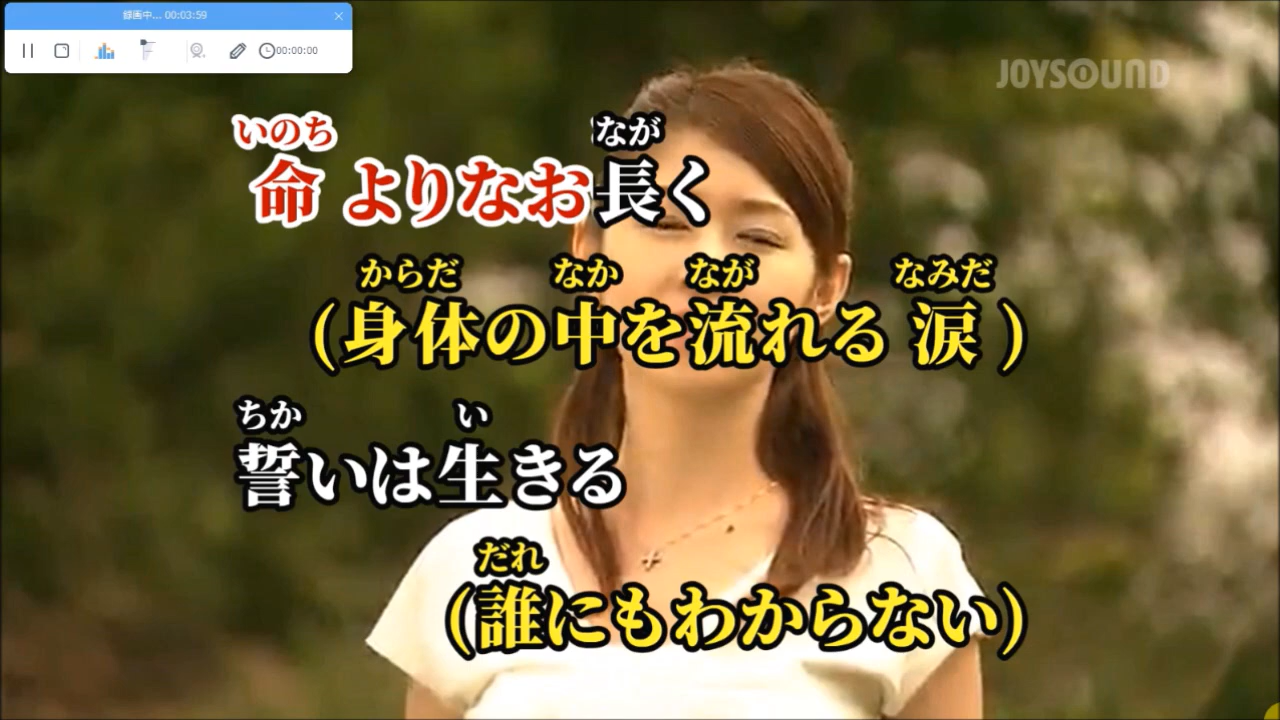 録画中... 00:03:59
00:00:00
JOYSOUND
いのち なが
命よりなお長く
からだ なか なが なみだ
(身体の中を流れる涙)
ちか い
誓いは生きる
だれ
(誰にもわからない)